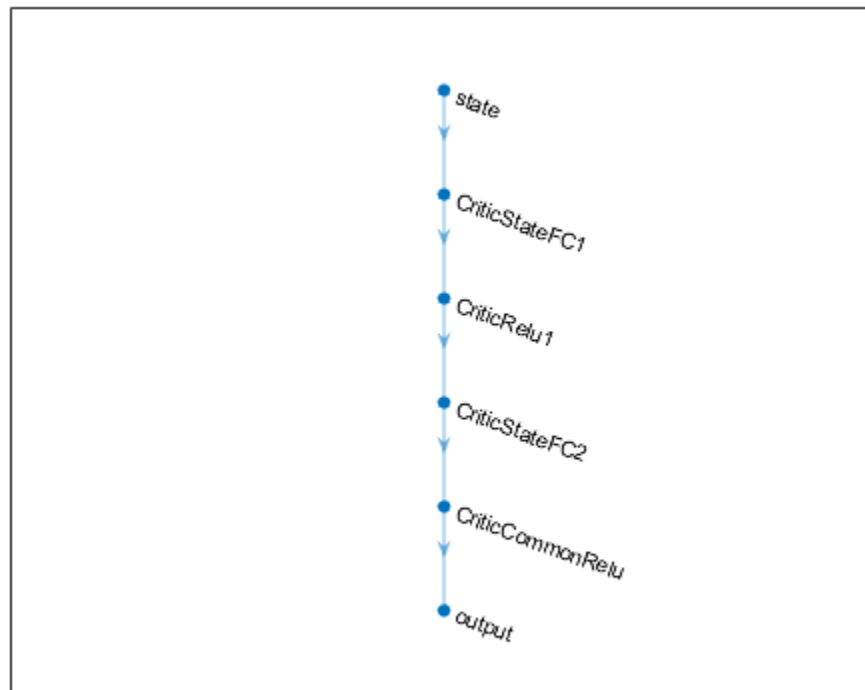 state
CriticStateFC1
CriticRelu1
CriticStateFC2
CriticCommonRelu
output